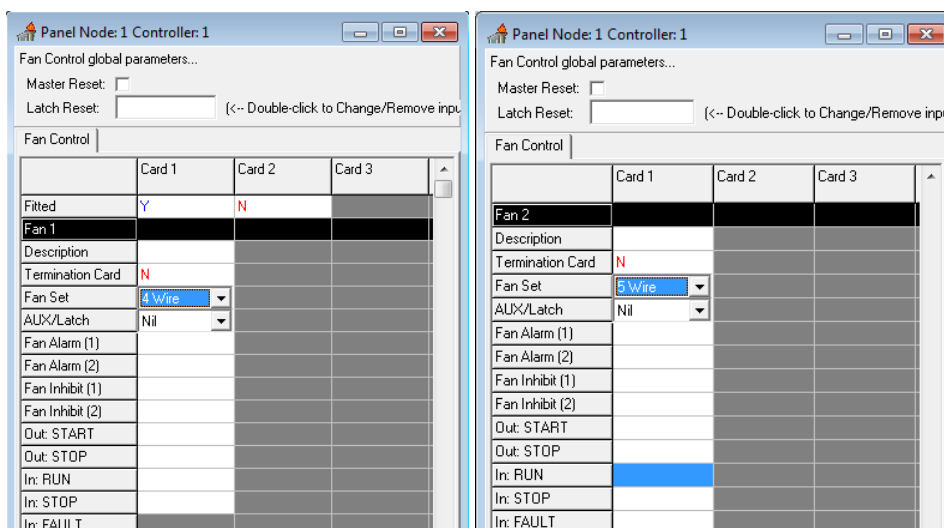 Panel Node: 1 Controller: 1
Fan Control global parameters...
Master Reset:
Latch Reset: (<-- Double-click to Change/Remove inpu
Fan Control
Card 1 Card 2 Card 3
Fitted Y N
Fan 1
Description
Termination Card N
Fan Set 4 Wire
AUX/Latch Nil
Fan Alarm (1)
Fan Alarm (2)
Fan Inhibit (1)
Fan Inhibit (2)
Out: START
Out: STOP
In: RUN
In: STOP
In: FAULT
Panel Node: 1 Controller: 1
Fan Control global parameters...
Master Reset:
Latch Reset: (<-- Double-click to Change/Remove inpu
Fan Control
Card 1 Card 2 Card 3
Fan 2
Description
Termination Card N
Fan Set 5 Wire
AUX/Latch Nil
Fan Alarm (1)
Fan Alarm (2)
Fan Inhibit (1)
Fan Inhibit (2)
Out: START
Out: STOP
In: RUN
In: STOP
In: FAULT